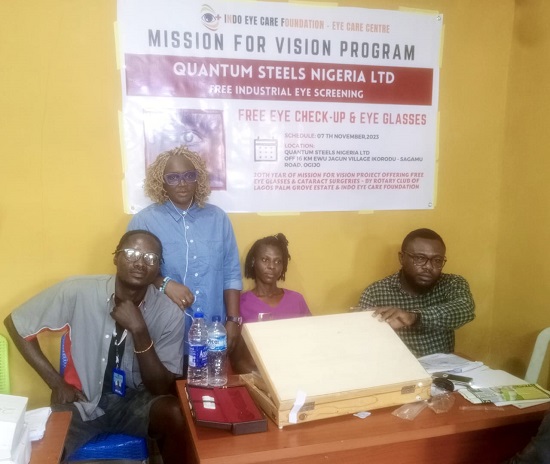 INDO EYE CARE FOUNDATION - EYE CARE CENTRE
MISSION FOR VISION PROGRAM
QUANTUM STEELS NIGERIA LTD
FREE INDUSTRIAL EYE SCREENING
FREE EYE CHECK-UP & EYE GLASSES
SCHEDULE: 07 TH NOVEMBER,2023
LOCATION:
QUANTUM STEELS NIGERIA LTD
OFF 16 KM EWU JAGUN VILLAGE IKORODU - SAGAMU
ROAD, OGIJO
10TH YEAR OF MISSION FOR VISION PROJECT OFFERING FREE
EYE GLASSES & CATARACT SURGERIES - BY ROTARY CLUB OF
LAGOS PALM GROVE ESTATE & INDO EYE CARE FOUNDATION